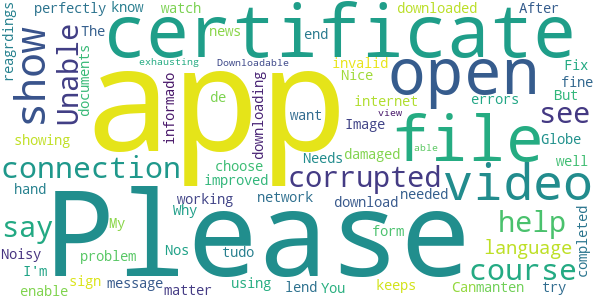 reagrdings perfectly know watch downloaded After
The end news invalid Nice Fix
show Unable documents certificate open
exhausting Downloadable
app informado de downloading want Image internet errors fine But view
showing
file see
damaged Globe able
connection choose Needs corrupted video well
hand improved working network download needed
say Please Why form help
Noisy My tudo language
I'm problem Nos using lend You keeps course completed
enable sign message matter Canmanten try